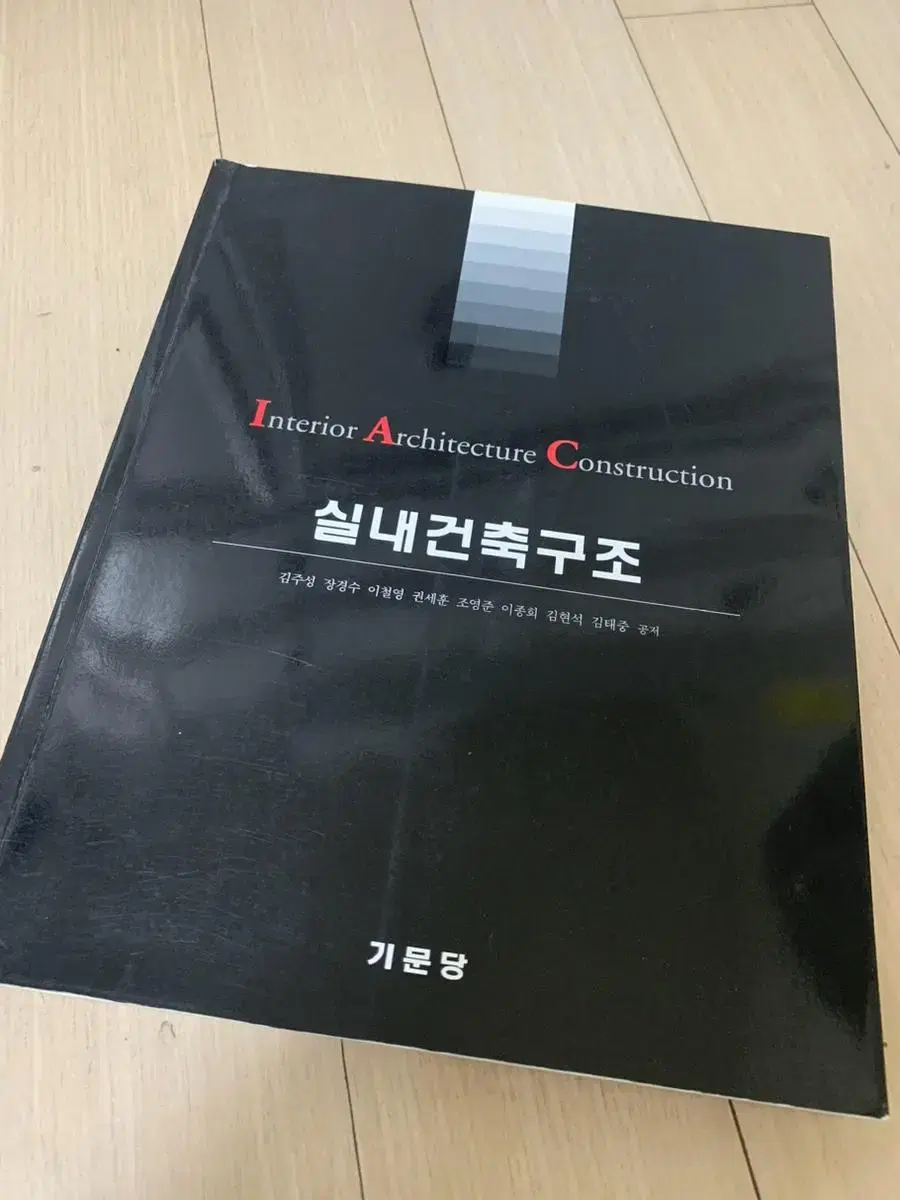 Interior Architecture Construction
실내건축구조
김주성 장경수 이철영 권세훈 조영준 이종희 김현석 김태중 공저
기문당